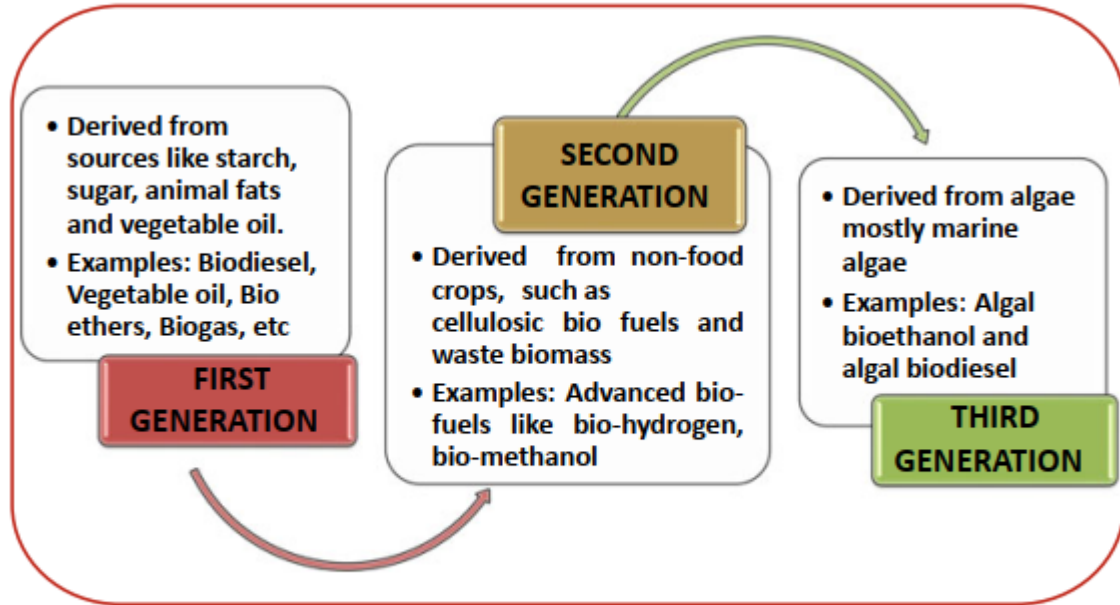 • Derived from
sources like starch,
sugar, animal fats
and vegetable oil.
• Examples: Biodiesel,
Vegetable oil, Bio
ethers, Biogas, etc
FIRST
GENERATION
SECOND
GENERATION
• Derived from non-food
crops, such as
cellulosic bio fuels and
waste biomass
• Examples: Advanced bio-
fuels like bio-hydrogen,
bio-methanol
• Derived from algae
mostly marine
algae
• Examples: Algal
bioethanol and
algal biodiesel
THIRD
GENERATION